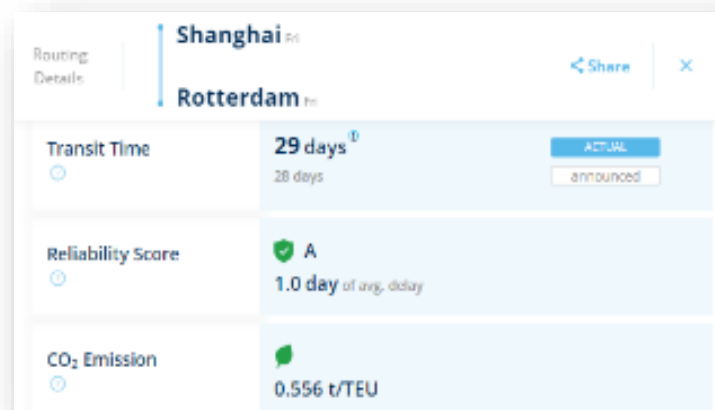 Routing
Details
Shanghai
Rotterdam
Share
Transit Time
29 days
28 days
ACTUAL
announced
Reliability Score
A
1.0 day of avg. delay
CO₂ Emission
0.556 t/TEU